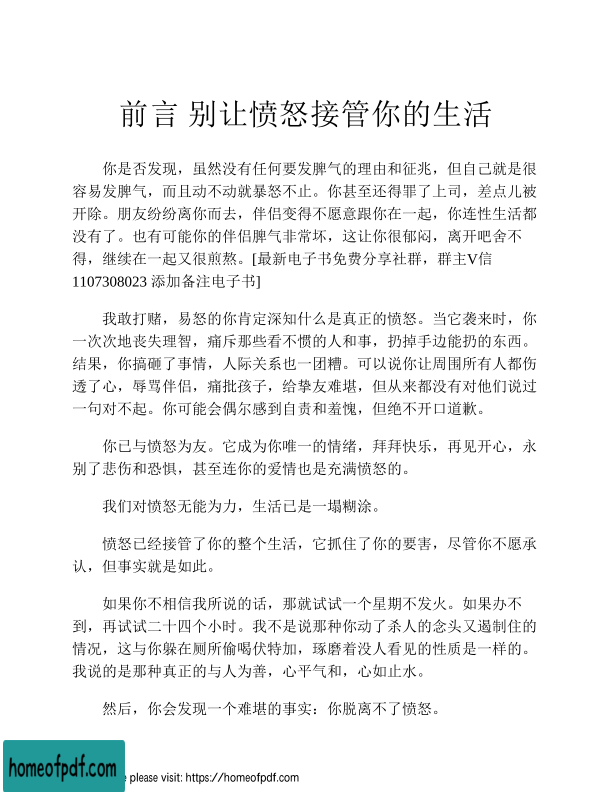 前言 别让愤怒接管你的生活
你是否发现，虽然没有任何要发脾气的理由和征兆，但自己就是很
容易发脾气，而且动不动就暴怒不止。你甚至还得罪了上司，差点儿被
开除。朋友纷纷离你而去，伴侣变得不愿意跟你在一起，你连性生活都
没有了。也有可能你的伴侣脾气非常坏，这让你很郁闷，离开吧舍不
得，继续在一起又很煎熬。[最新电子书免费分享社群，群主V信
1107308023 添加备注电子书]
我敢打赌，易怒的你肯定深知什么是真正的愤怒。当它袭来时，你
一次次地丧失理智，痛斥那些看不惯的人和事，扔掉手边能扔的东西。
结果，你搞砸了事情，人际关系也一团糟。可以说你让周围所有人都伤
透了心，辱骂伴侣，痛批孩子，给挚友难堪，但从来都没有对他们说过
一句对不起。你可能会偶尔感到自责和羞愧，但绝不开口道歉。
你已与愤怒为友。它成为你唯一的情绪，拜拜快乐，再见开心，永
别了悲伤和恐惧，甚至连你的爱情也是充满愤怒的。
我们对愤怒无能为力，生活已是一塌糊涂。
愤怒已经接管了你的整个生活，它抓住了你的要害，尽管你不愿承
认，但事实就是如此。
如果你不相信我所说的话，那就试试一个星期不发火。如果办不
到，再试试二十四个小时。我不是说那种你动了杀人的念头又遏制住的
情况，这与你躲在厕所偷喝伏特加，琢磨着没人看见的性质是一样的。
我说的是那种真正的与人为善，心平气和，心如止水。
然后，你会发现一个难堪的事实：你脱离不了愤怒。
homeofpdf.com
e please visit: https://homeofpdf.com